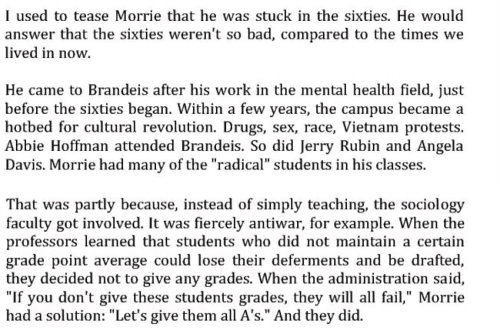 I used to tease Morrie that he was stuck in the sixties. He would
answer that the sixties weren't so bad, compared to the times we
lived in now.
He came to Brandeis after his work in the mental health field, just
before the sixties began. Within a few years, the campus became a
hotbed for cultural revolution. Drugs, sex, race, Vietnam protests.
Abbie Hoffman attended Brandeis. So did Jerry Rubin and Angela
Davis. Morrie had many of the "radical" students in his classes.
That was partly because, instead of simply teaching, the sociology
faculty got involved. It was fiercely antiwar, for example. When the
professors learned that students who did not maintain a certain
grade point average could lose their deferments and be drafted,
they decided not to give any grades. When the administration said,
"If you don't give these students grades, they will all fail," Morrie
had a solution: "Let's give them all A's." And they did.